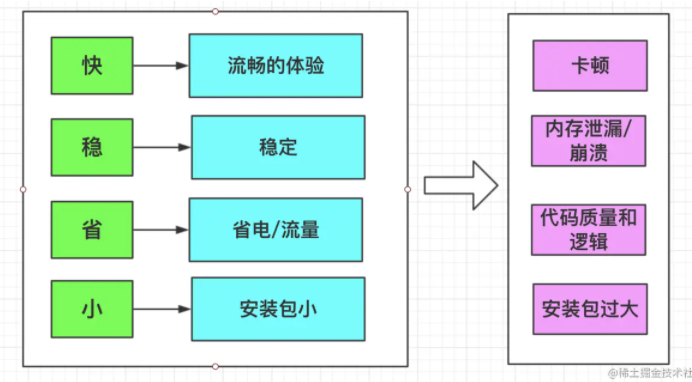 快
流畅的体验
稳
稳定
省
省电/流量
小
安装包小
卡顿
内存泄漏/
崩溃
代码质量和
逻辑
安装包过大
@稀土掘金技术社